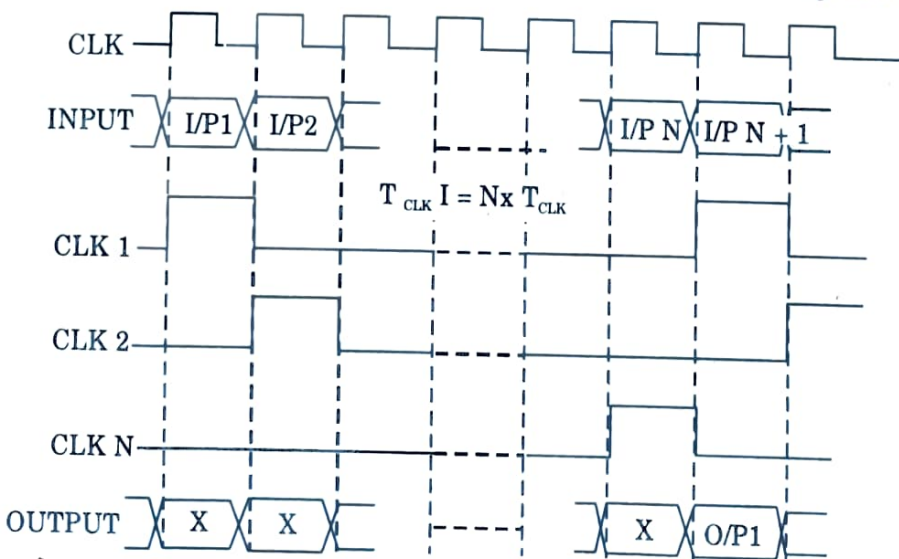 CLK
INPUT I/P1 I/P2 I/P N I/P N + 1
T CLK I = Nx T CLK
CLK 1
CLK 2
CLK N
OUTPUT X X X O/P1